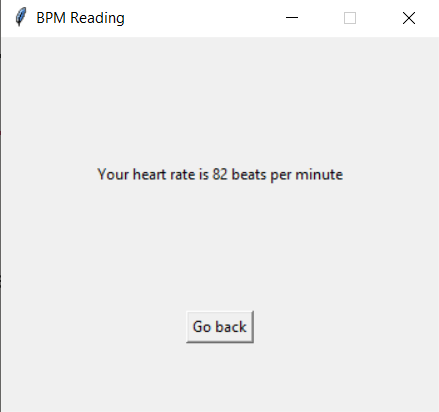 BPM Reading
Your heart rate is 82 beats per minute
Go back